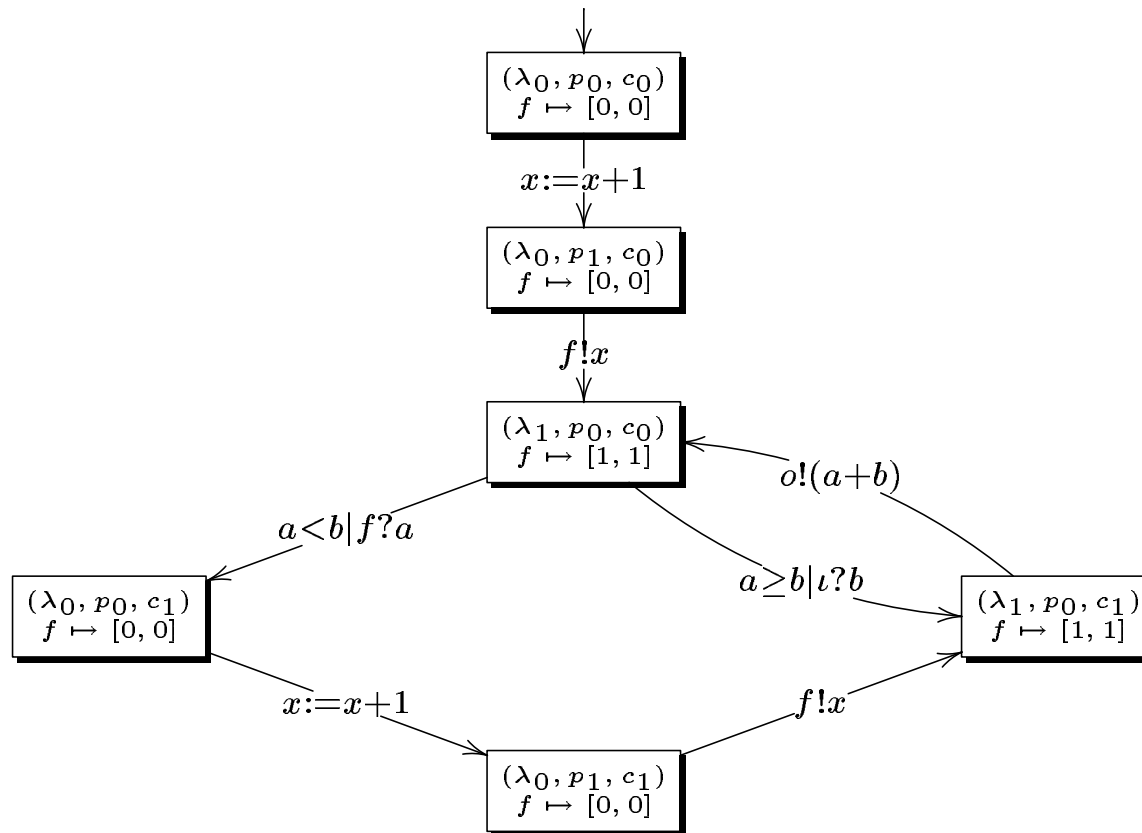 (λ₀, p₀, c₀)
f ↦ [0, 0]
x:=x+1
(λ₀, p₁, c₀)
f ↦ [0, 0]
f!x
(λ₁, p₀, c₀)
f ↦ [1, 1]
o!(a+b)
a<b|f?a
a≥b|ι?b
(λ₀, p₀, c₁)
f ↦ [0, 0]
(λ₁, p₀, c₁)
f ↦ [1, 1]
x:=x+1
f!x
(λ₀, p₁, c₁)
f ↦ [0, 0]